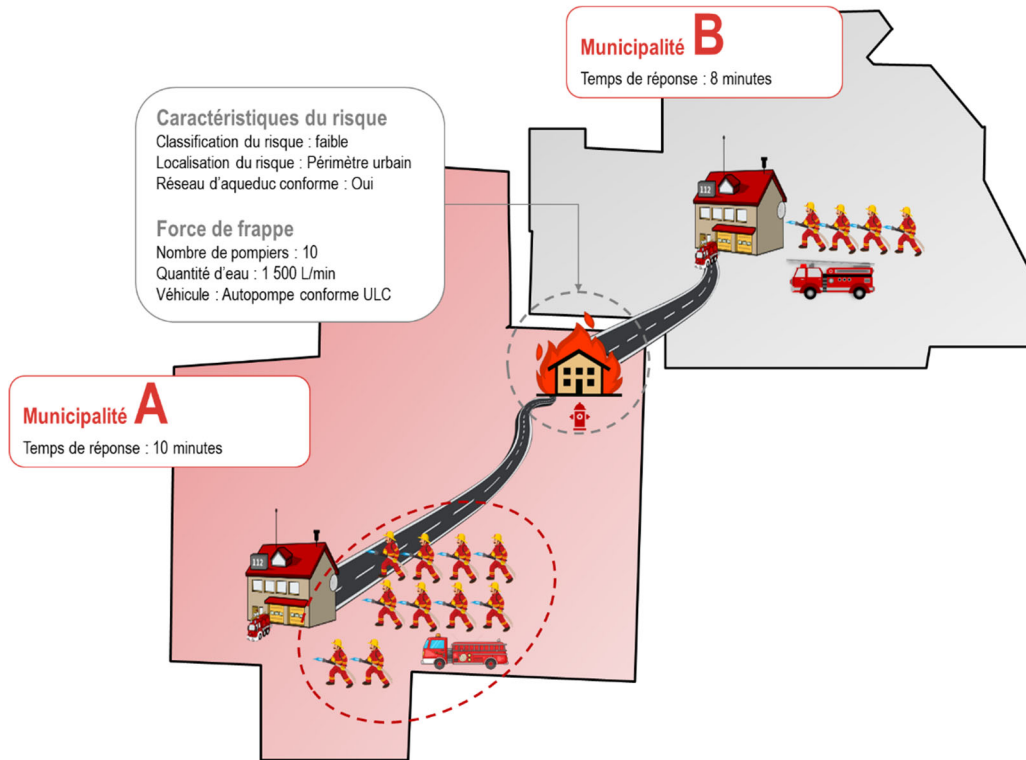 Municipalité B
Temps de réponse : 8 minutes
Caractéristiques du risque
Classification du risque : faible
Localisation du risque : Périmètre urbain
Réseau d'aqueduc conforme : Oui
Force de frappe
Nombre de pompiers : 10
Quantité d'eau : 1 500 L/min
Véhicule : Autopompe conforme ULC
112
Municipalité A
Temps de réponse : 10 minutes
112